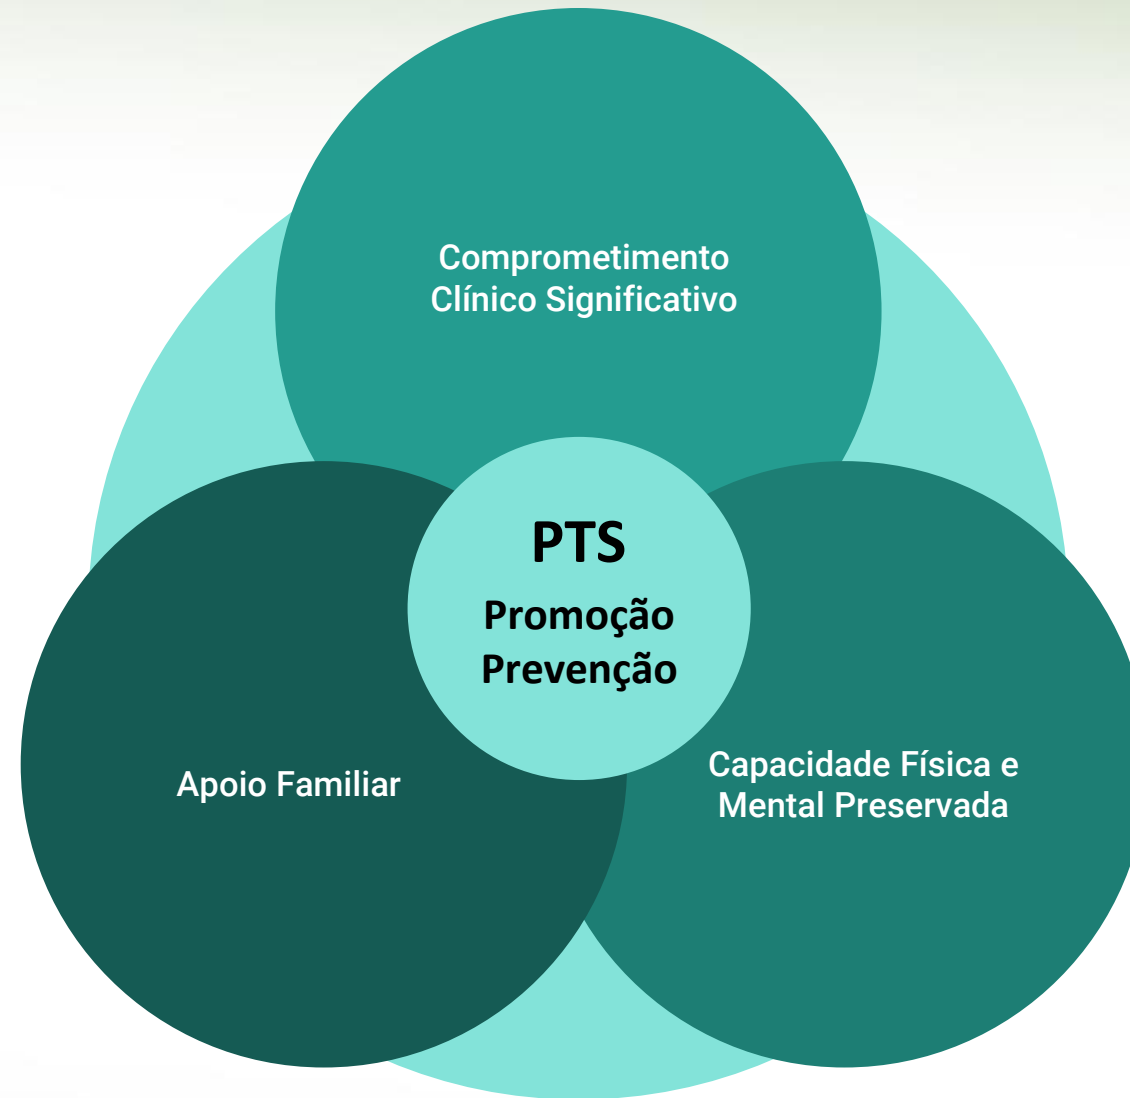 Comprometimento
Clínico Significativo
PTS
Promoção
Prevenção
Apoio Familiar
Capacidade Física e
Mental Preservada